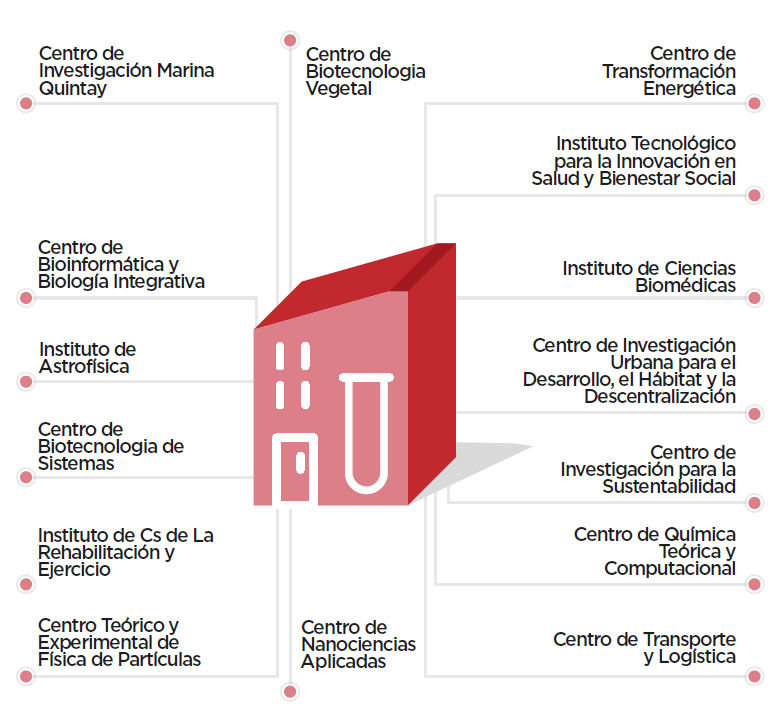 Centro de
Investigación Marina
Quintay
Centro de
Biotecnologia
Vegetal
Centro de
Transformación
Energética
Instituto Tecnológico
para la Innovación en
Salud y Bienestar Social
Centro de
Bioinformática y
Biología Integrativa
Instituto de Ciencias
Biomédicas
Instituto de
Astrofísica
Centro de Investigación
Urbana para el
Desarrollo, el Hábitat y la
Descentralización
Centro de
Biotecnologia de
Sistemas
Centro de
Investigación para la
Sustentabilidad
Instituto de Cs de La
Rehabilitación y
Ejercicio
Centro de Química
Teórica y
Computacional
Centro Teórico y
Experimental de
Física de Partículas
Centro de
Nanociencias
Aplicadas
Centro de Transporte
y Logística